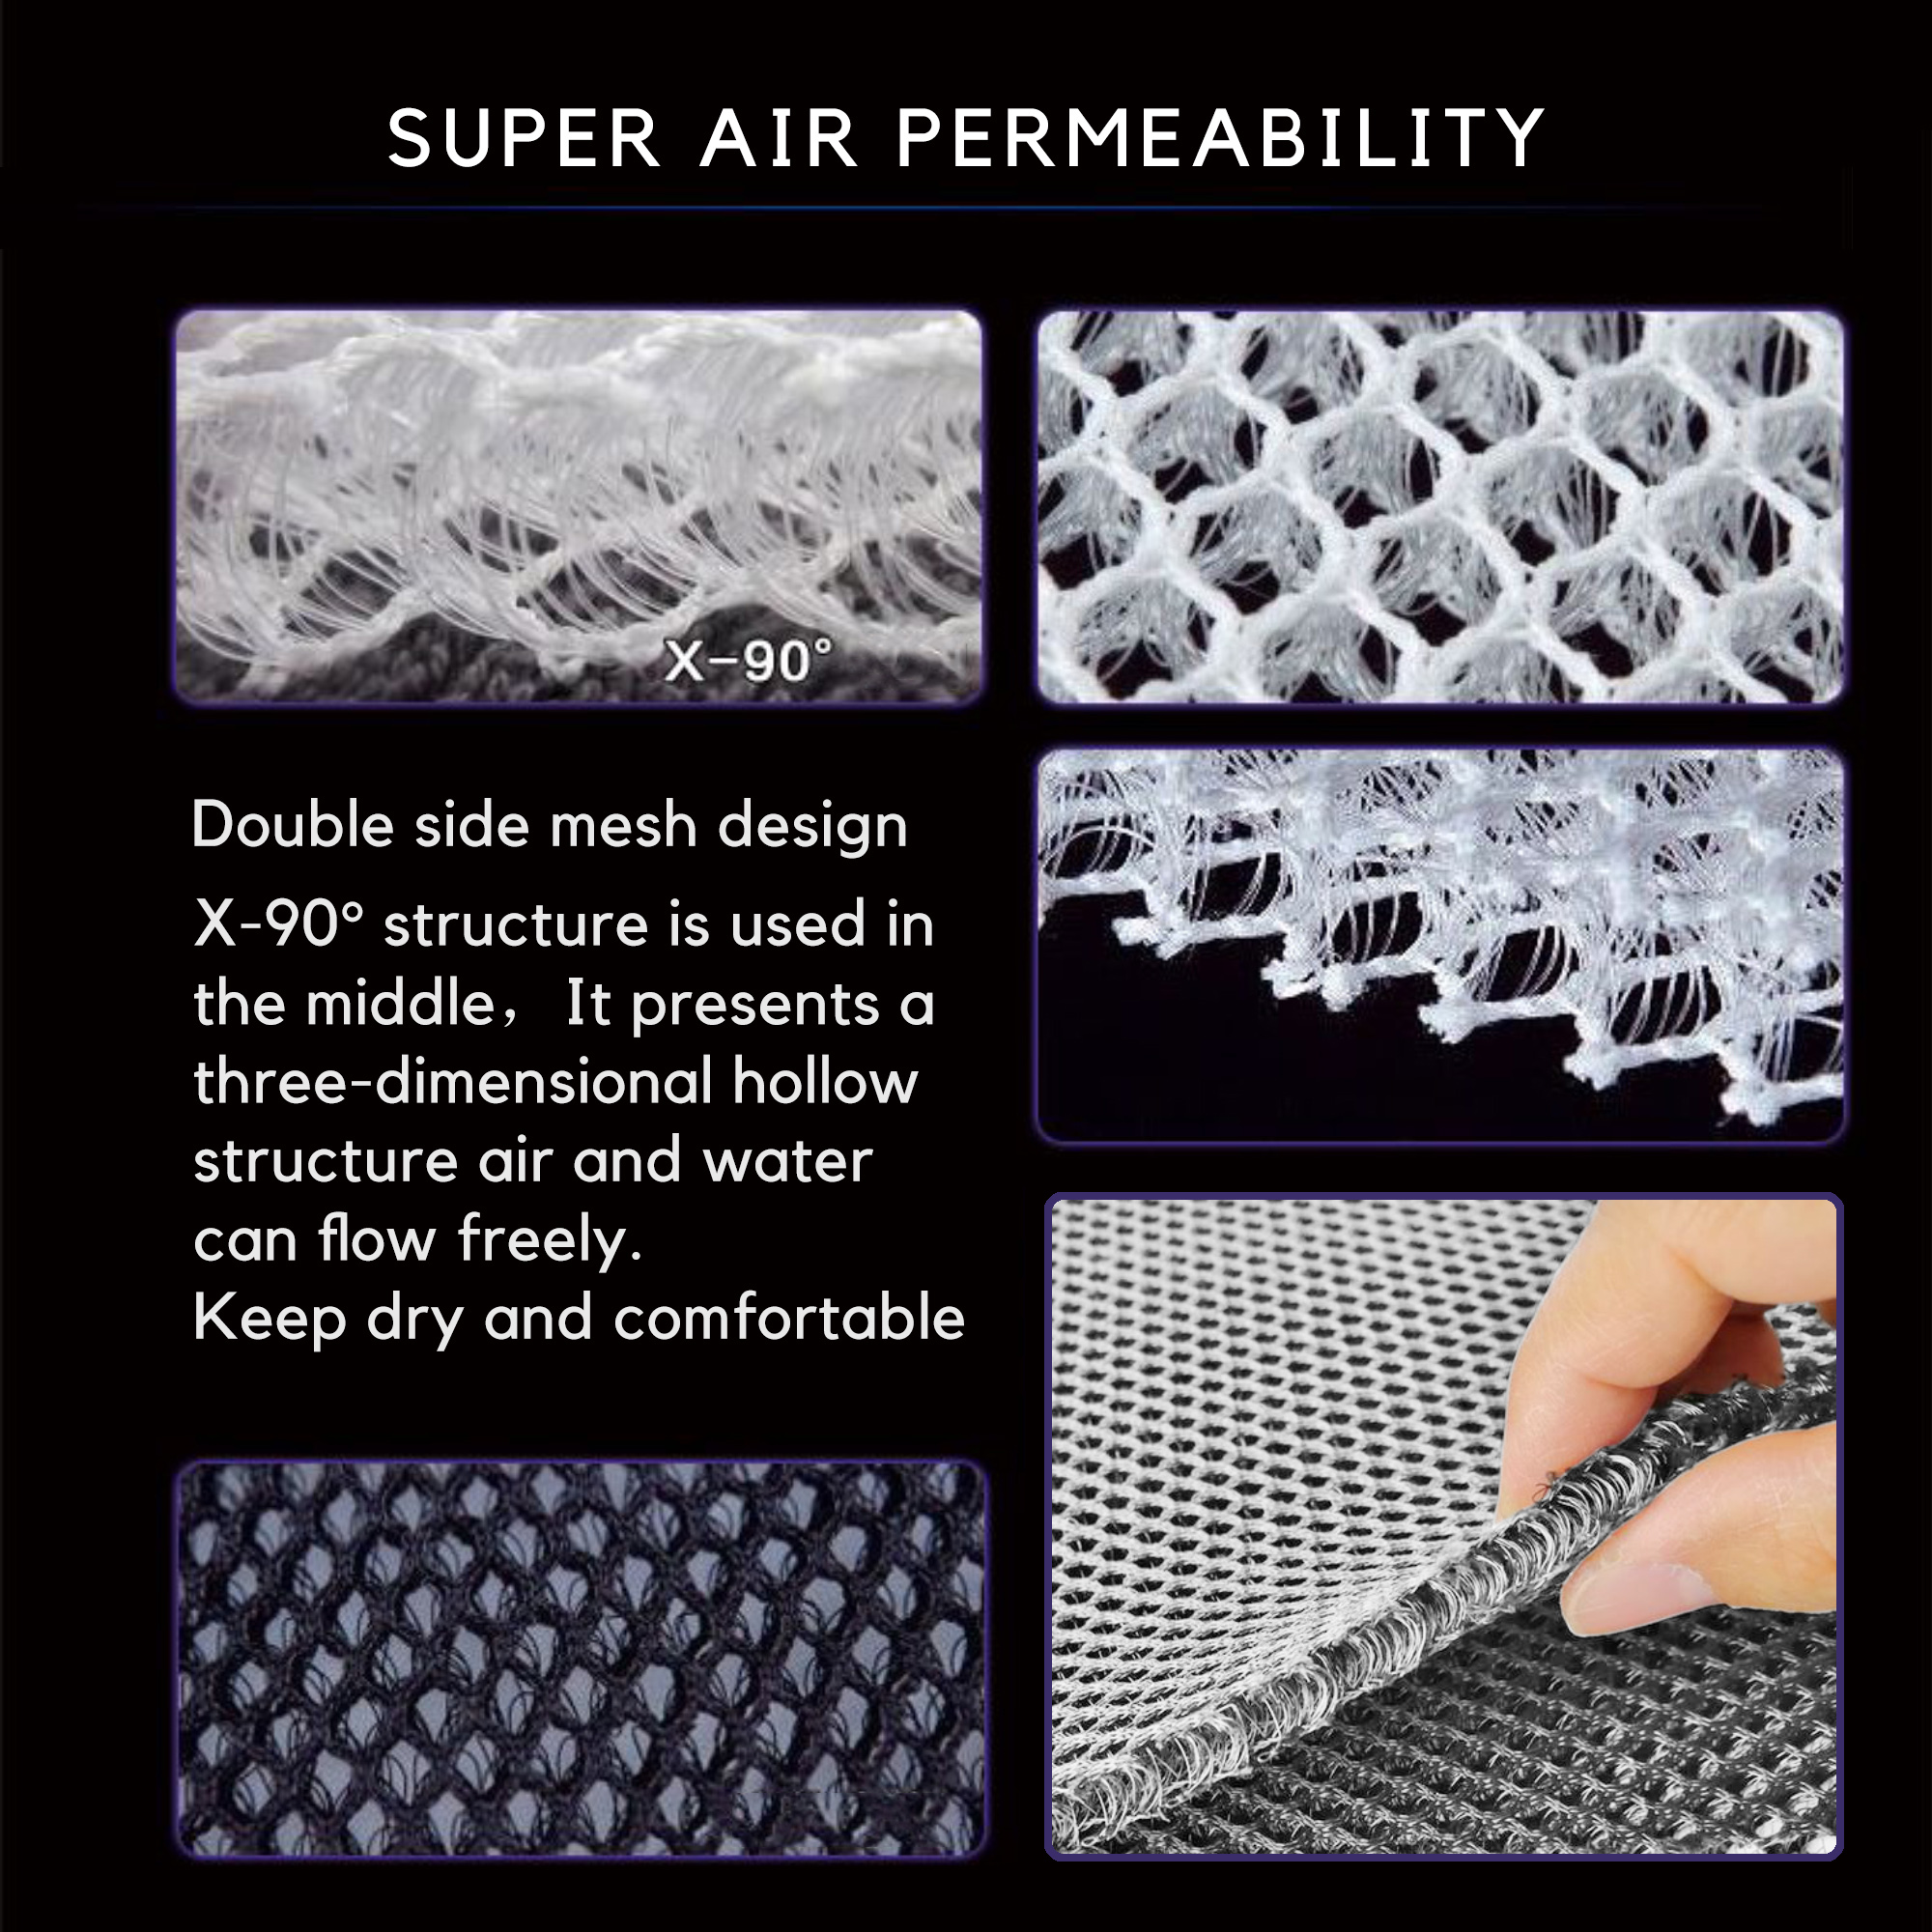 SUPER AIR PERMEABILITY
X-90°
Double side mesh design
X-90° structure is used in
the middle， It presents a
three-dimensional hollow
structure air and water
can flow freely.
Keep dry and comfortable